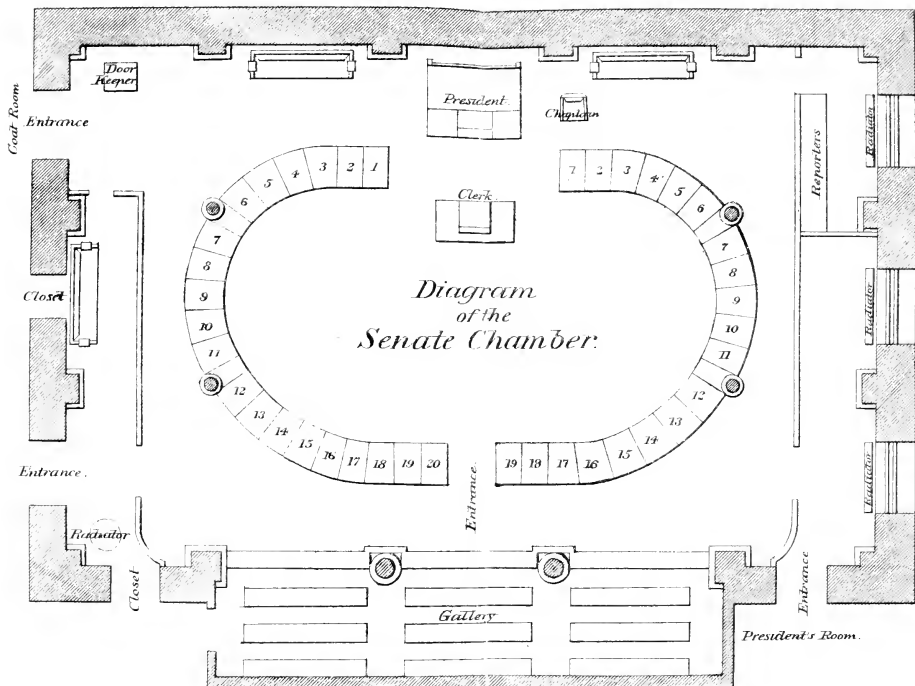 Door
Keeper
President.
Chaplain
Coat Room
Entrance
Reporters
Radiator
1 2 3 4 5 6 7 8 9 10 11 12 13 14 15 16 17 18 19 20
1 2 3 4 5 6 7 8 9 10 11 12 13 14 15 16 17 18 19
Clerk.
Closet
Diagram
of the
Senate Chamber.
Radiator
Entrance.
Entrance.
Radiator
Radiator
Closet
Gallery
Entrance
President's Room.